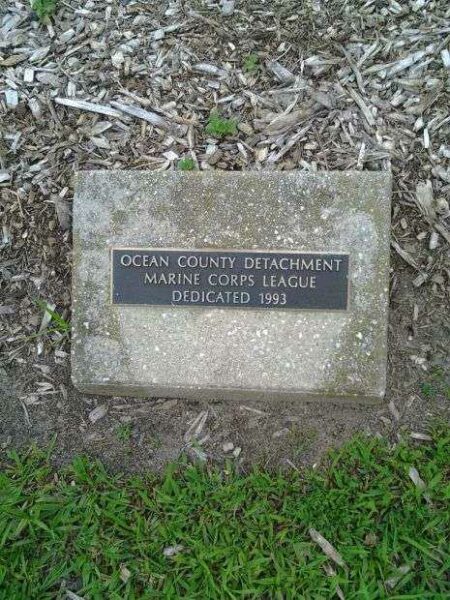 OCEAN COUNTY DETACHMENT
MARINE CORPS LEAGUE
DEDICATED 1993